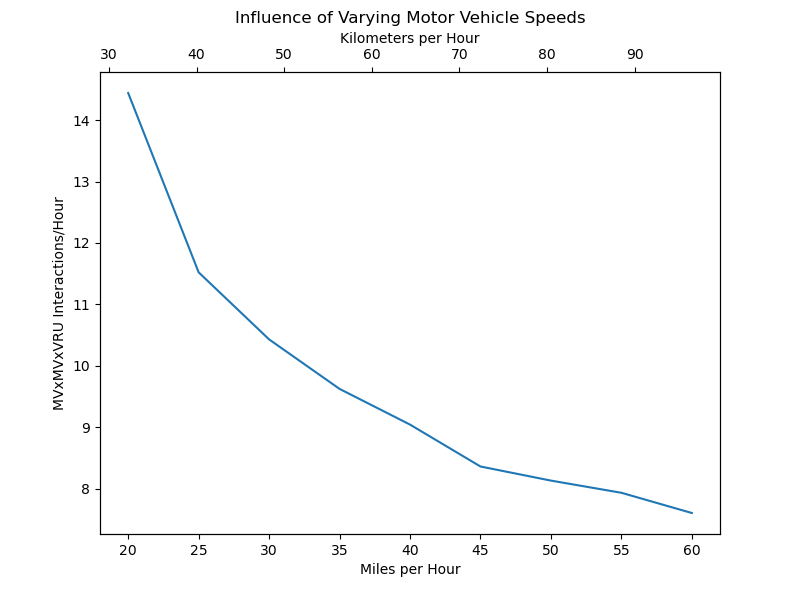 Influence of Varying Motor Vehicle Speeds
Kilometers per Hour
30 40 50 60 70 80 90
14
13
12
11
10
9
8
MVxMVxVRU Interactions/Hour
20 25 30 35 40 45 50 55 60
Miles per Hour